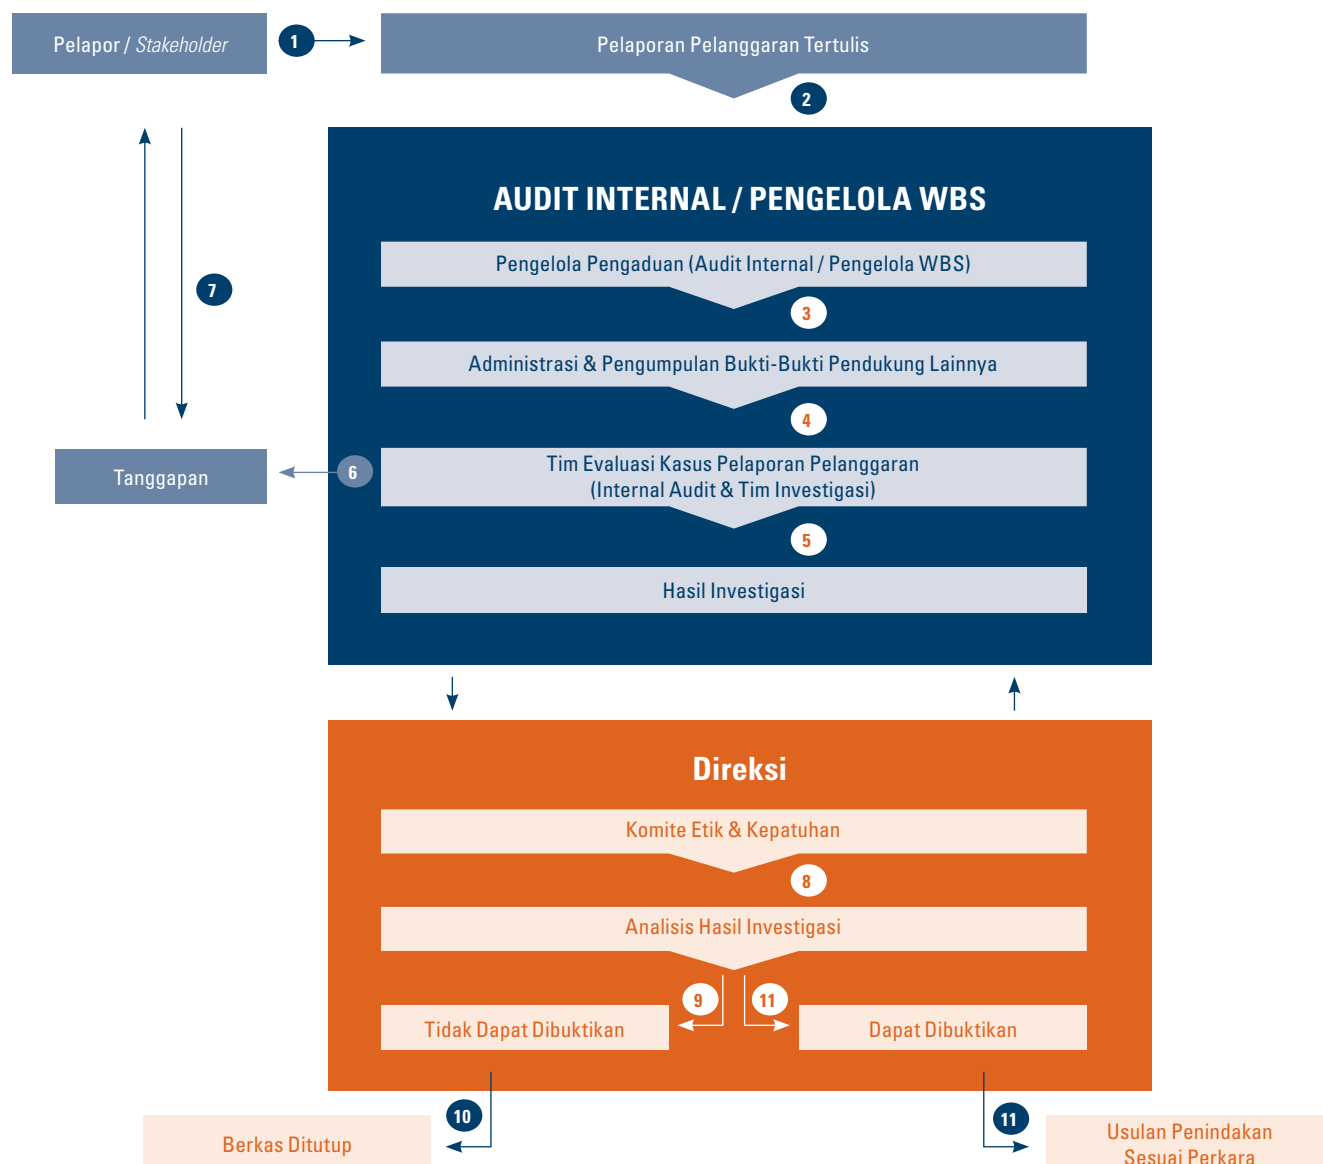 Pelapor / Stakeholder
1
Pelaporan Pelanggaran Tertulis
2
AUDIT INTERNAL / PENGELOLA WBS
Pengelola Pengaduan (Audit Internal / Pengelola WBS)
3
Administrasi & Pengumpulan Bukti-Bukti Pendukung Lainnya
4
7
Tim Evaluasi Kasus Pelaporan Pelanggaran
(Internal Audit & Tim Investigasi)
6
Tanggapan
5
Hasil Investigasi
Direksi
Komite Etik & Kepatuhan
8
Analisis Hasil Investigasi
9
11
Tidak Dapat Dibuktikan
Dapat Dibuktikan
10
11
Berkas Ditutup
Usulan Penindakan
Sesuai Perkara